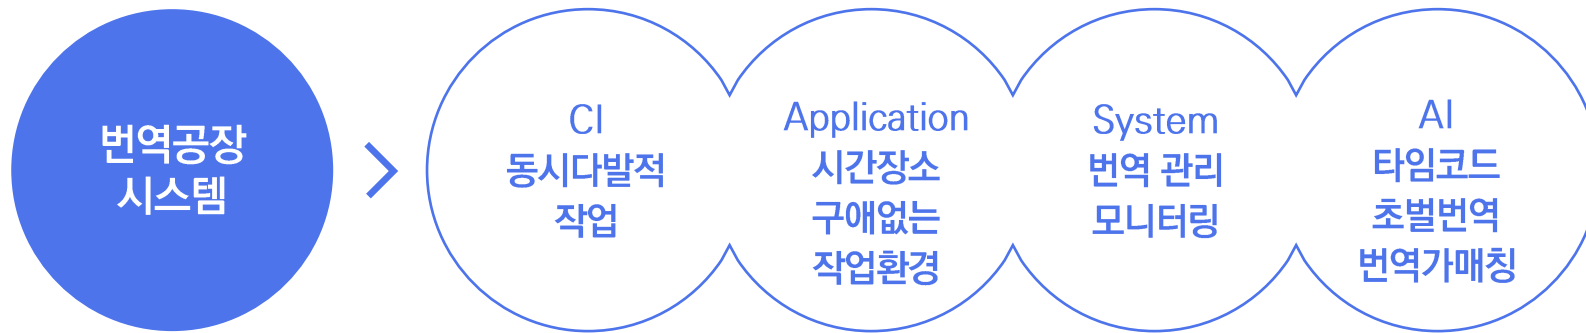 번역공장
시스템
CI
동시다발적
작업
Application
시간장소
구애없는
작업환경
System
번역 관리
모니터링
AI
타임코드
초벌번역
번역가매칭